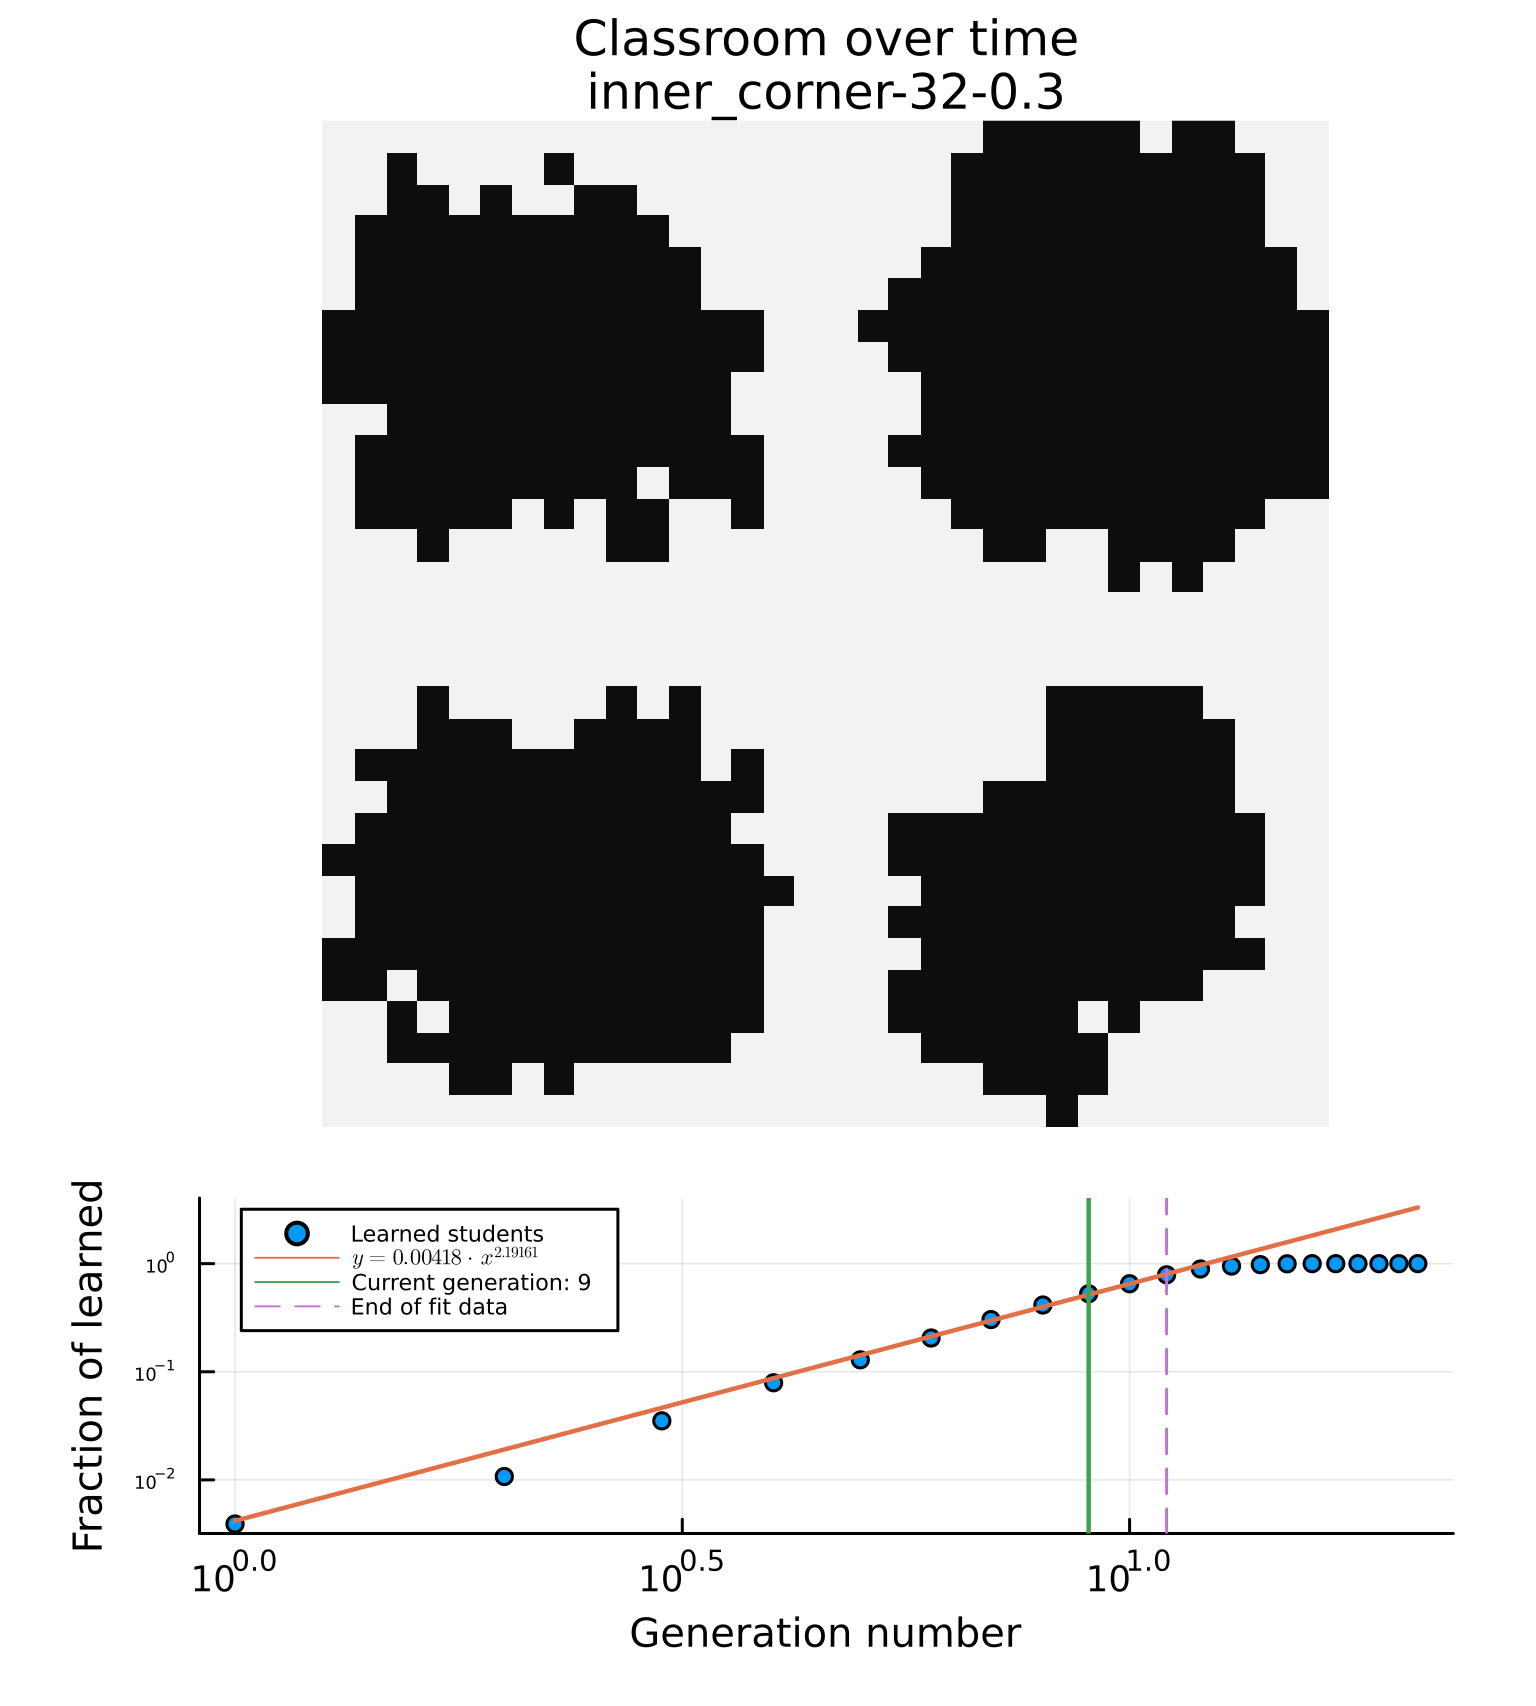 Classroom over time
inner_corner-32-0.3
Fraction of learned
Learned students
y = 0.00418 · x^2.19161
Current generation: 9
End of fit data
10^0
10^−1
10^−2
10^0.0 10^0.5 10^1.0
Generation number